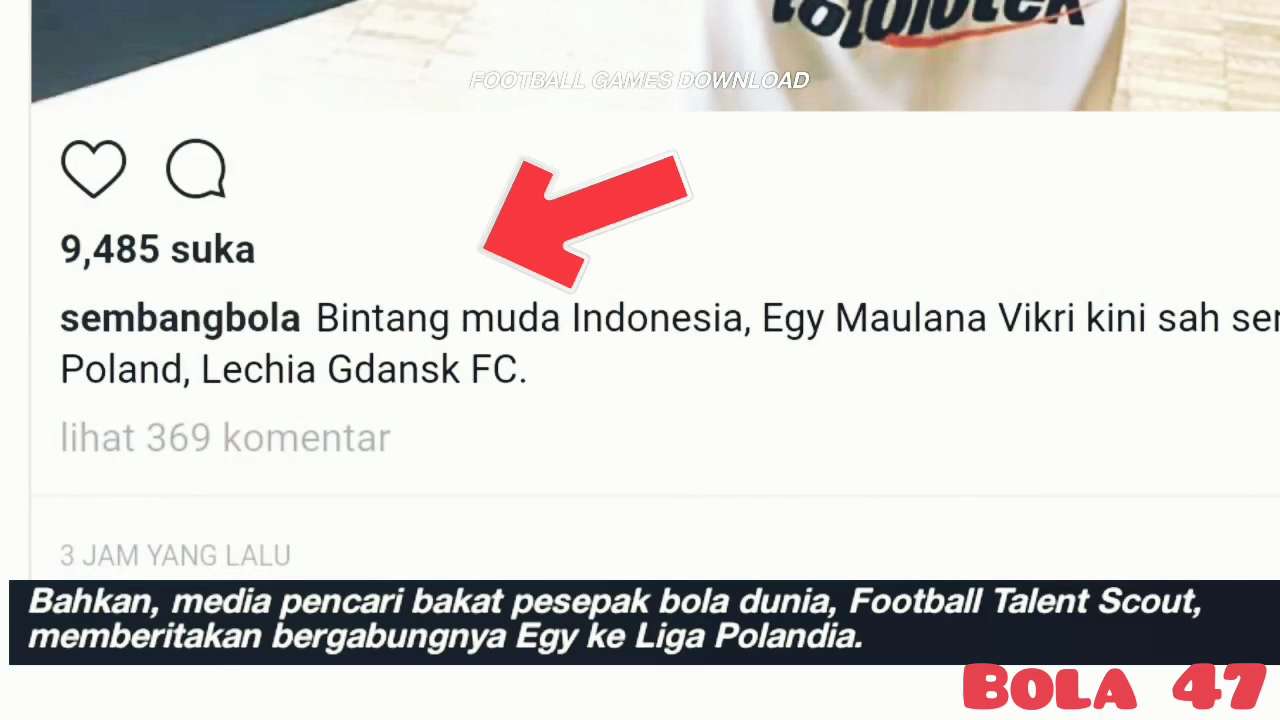 totolotek
FOOTBALL GAMES DOWNLOAD
9,485 suka
sembangbola Bintang muda Indonesia, Egy Maulana Vikri kini sah
Poland, Lechia Gdansk FC.
lihat 369 komentar
3 JAM YANG LALU
Bahkan, media pencari bakat pesepak bola dunia, Football Talent Scout,
memberitakan bergabungnya Egy ke Liga Polandia.
BOLA 47